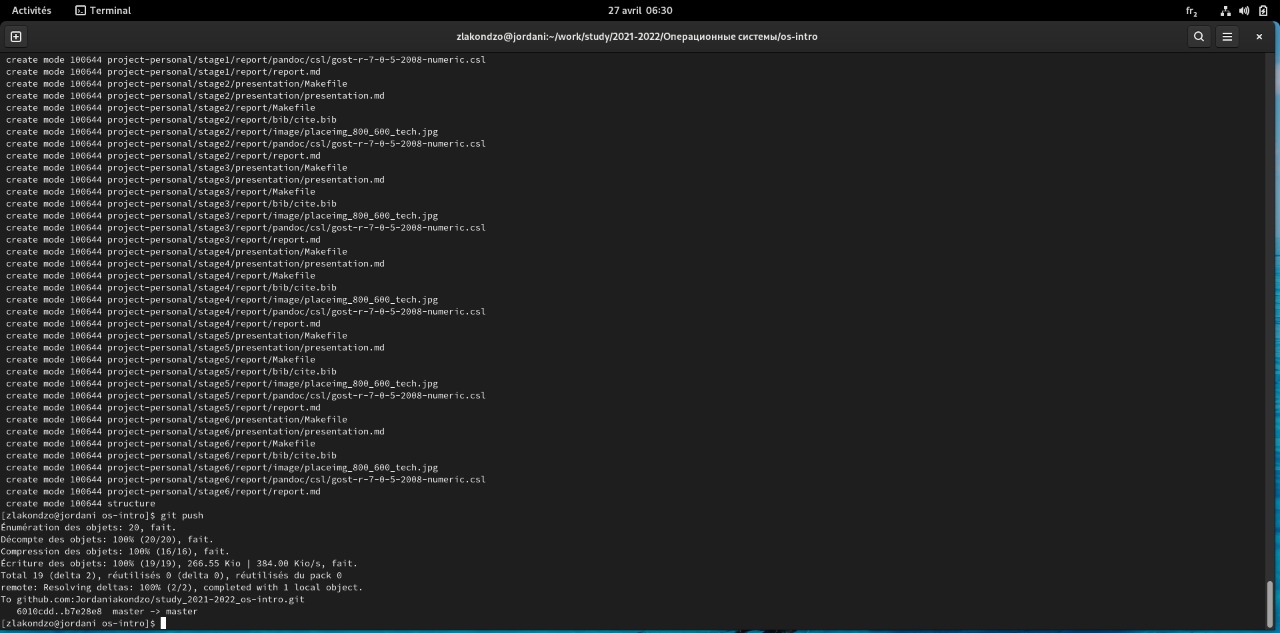 Activités Terminal 27 avril 06:30 fr₂
zlakondzo@jordani:~/work/study/2021-2022/Операционные системы/os-intro
create mode 100644 project-personal/stage1/report/pandoc/csl/gost-r-7-0-5-2008-numeric.csl
create mode 100644 project-personal/stage1/report/report.md
create mode 100644 project-personal/stage2/presentation/Makefile
create mode 100644 project-personal/stage2/presentation/presentation.md
create mode 100644 project-personal/stage2/report/Makefile
create mode 100644 project-personal/stage2/report/bib/cite.bib
create mode 100644 project-personal/stage2/report/image/placeimg_800_600_tech.jpg
create mode 100644 project-personal/stage2/report/pandoc/csl/gost-r-7-0-5-2008-numeric.csl
create mode 100644 project-personal/stage2/report/report.md
create mode 100644 project-personal/stage3/presentation/Makefile
create mode 100644 project-personal/stage3/presentation/presentation.md
create mode 100644 project-personal/stage3/report/Makefile
create mode 100644 project-personal/stage3/report/bib/cite.bib
create mode 100644 project-personal/stage3/report/image/placeimg_800_600_tech.jpg
create mode 100644 project-personal/stage3/report/pandoc/csl/gost-r-7-0-5-2008-numeric.csl
create mode 100644 project-personal/stage3/report/report.md
create mode 100644 project-personal/stage4/presentation/Makefile
create mode 100644 project-personal/stage4/presentation/presentation.md
create mode 100644 project-personal/stage4/report/Makefile
create mode 100644 project-personal/stage4/report/bib/cite.bib
create mode 100644 project-personal/stage4/report/image/placeimg_800_600_tech.jpg
create mode 100644 project-personal/stage4/report/pandoc/csl/gost-r-7-0-5-2008-numeric.csl
create mode 100644 project-personal/stage4/report/report.md
create mode 100644 project-personal/stage5/presentation/Makefile
create mode 100644 project-personal/stage5/presentation/presentation.md
create mode 100644 project-personal/stage5/report/Makefile
create mode 100644 project-personal/stage5/report/bib/cite.bib
create mode 100644 project-personal/stage5/report/image/placeimg_800_600_tech.jpg
create mode 100644 project-personal/stage5/report/pandoc/csl/gost-r-7-0-5-2008-numeric.csl
create mode 100644 project-personal/stage5/report/report.md
create mode 100644 project-personal/stage6/presentation/Makefile
create mode 100644 project-personal/stage6/presentation/presentation.md
create mode 100644 project-personal/stage6/report/Makefile
create mode 100644 project-personal/stage6/report/bib/cite.bib
create mode 100644 project-personal/stage6/report/image/placeimg_800_600_tech.jpg
create mode 100644 project-personal/stage6/report/pandoc/csl/gost-r-7-0-5-2008-numeric.csl
create mode 100644 project-personal/stage6/report/report.md
create mode 100644 structure
[zlakondzo@jordani os-intro]$ git push
Énumération des objets: 20, fait.
Décompte des objets: 100% (20/20), fait.
Compression des objets: 100% (16/16), fait.
Écriture des objets: 100% (19/19), 266.55 Kio | 384.00 Kio/s, fait.
Total 19 (delta 2), réutilisés 0 (delta 0), réutilisés du pack 0
remote: Resolving deltas: 100% (2/2), completed with 1 local object.
To github.com:Jordaniakondzo/study_2021-2022_os-intro.git
6010cdd..b7e28e8 master -> master
[zlakondzo@jordani os-intro]$